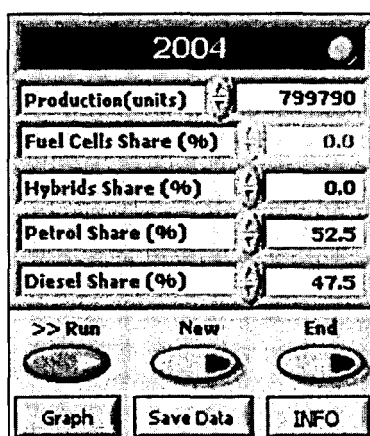 2004
Production(units) 799790
Fuel Cells Share (%) 0.0
Hybrids Share (%) 0.0
Petrol Share (%) 52.5
Diesel Share (%) 47.5
>> Run New End
Graph Save Data INFO